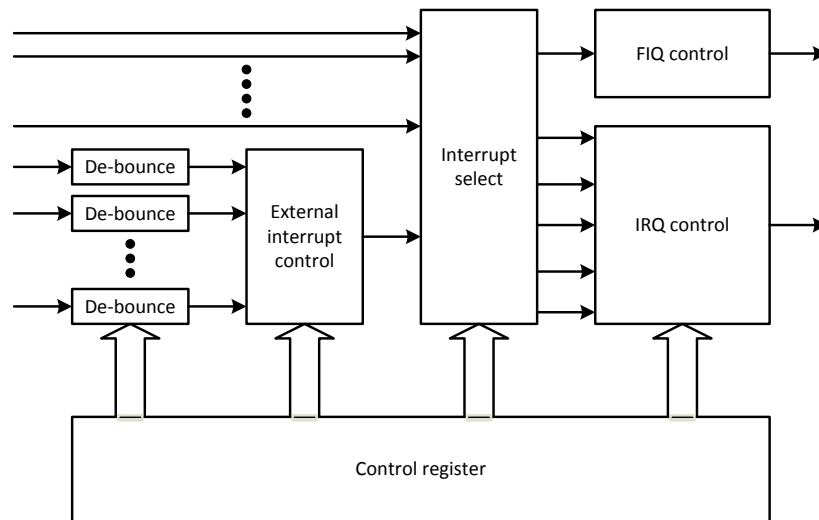 FIQ control
De-bounce
De-bounce
De-bounce
External
interrupt
control
Interrupt
select
IRQ control
Control register